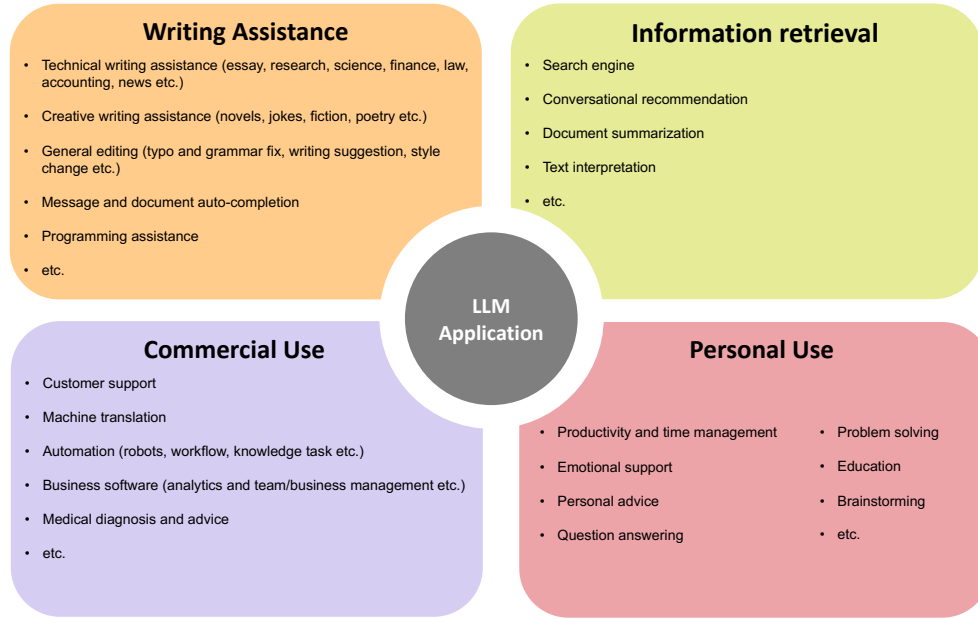 Writing Assistance
• Technical writing assistance (essay, research, science, finance, law,
accounting, news etc.)
• Creative writing assistance (novels, jokes, fiction, poetry etc.)
• General editing (typo and grammar fix, writing suggestion, style
change etc.)
• Message and document auto-completion
• Programming assistance
• etc.
Information retrieval
• Search engine
• Conversational recommendation
• Document summarization
• Text interpretation
• etc.
LLM
Application
Commercial Use
• Customer support
• Machine translation
• Automation (robots, workflow, knowledge task etc.)
• Business software (analytics and team/business management etc.)
• Medical diagnosis and advice
• etc.
Personal Use
• Productivity and time management
• Emotional support
• Personal advice
• Question answering
• Problem solving
• Education
• Brainstorming
• etc.